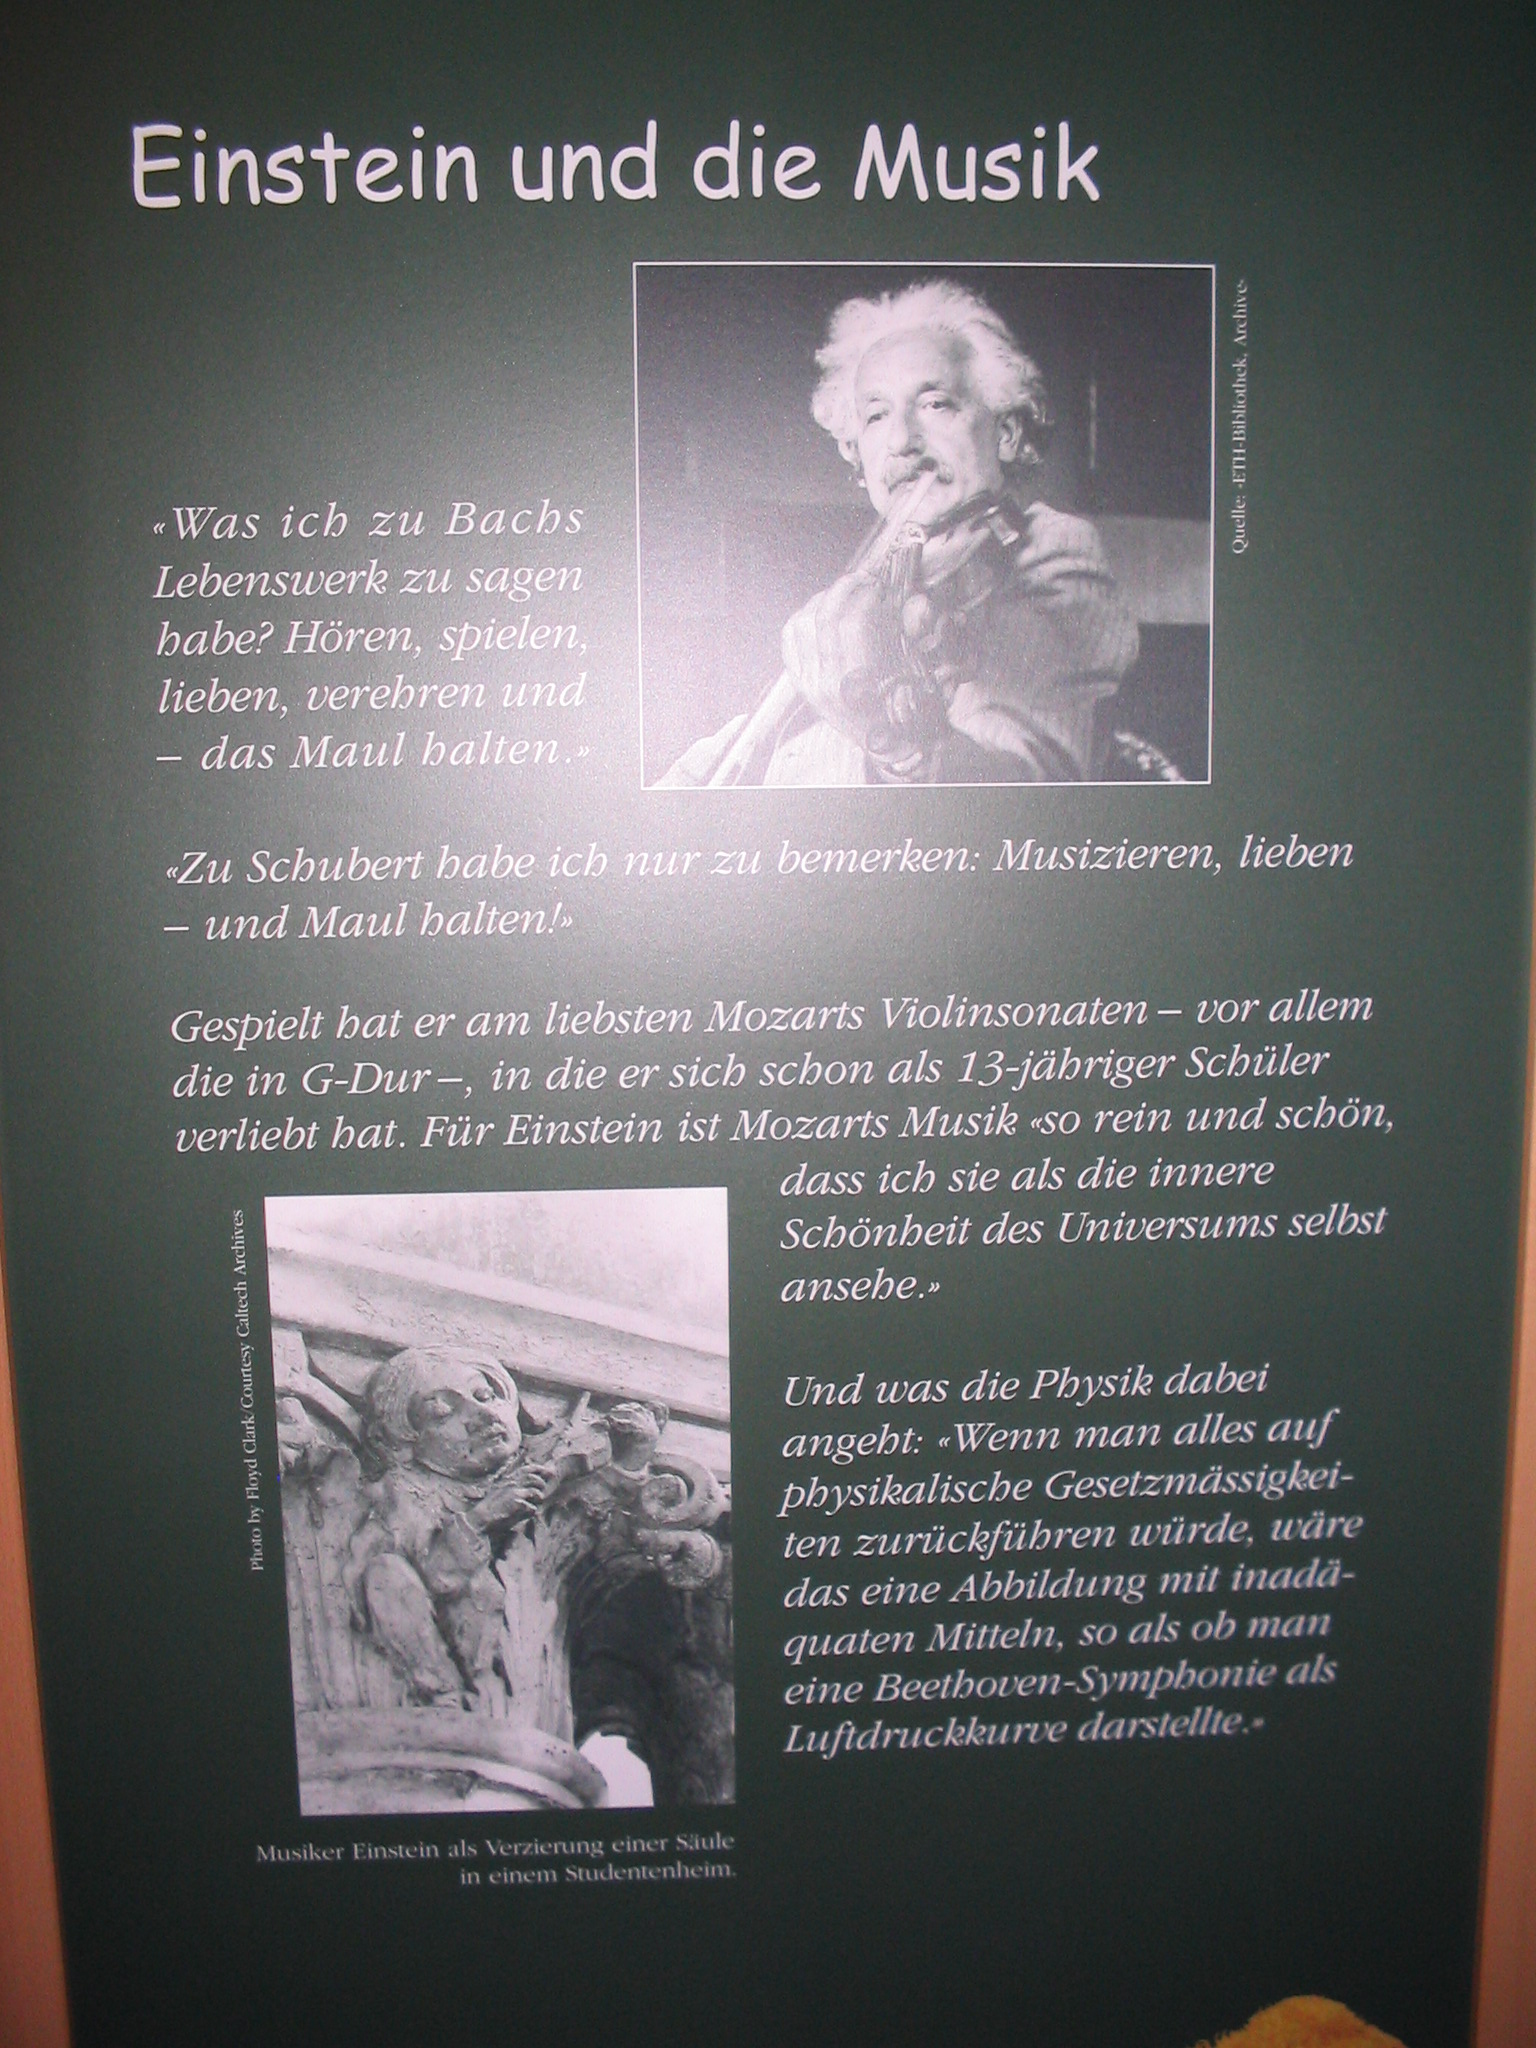 Einstein und die Musik
Quelle: «ETH-Bibliothek, Archive»
«Was ich zu Bachs
Lebenswerk zu sagen
habe? Hören, spielen,
lieben, verehren und
– das Maul halten.»
«Zu Schubert habe ich nur zu bemerken: Musizieren, lieben
– und Maul halten!»
Gespielt hat er am liebsten Mozarts Violinsonaten – vor allem
die in G-Dur –, in die er sich schon als 13-jähriger Schüler
verliebt hat. Für Einstein ist Mozarts Musik «so rein und schön,
dass ich sie als die innere
Schönheit des Universums selbst
ansehe.»
Und was die Physik dabei
angeht: «Wenn man alles auf
physikalische Gesetzmässigkei-
ten zurückführen würde, wäre
das eine Abbildung mit inadä-
quaten Mitteln, so als ob man
eine Beethoven-Symphonie als
Luftdruckkurve darstellte.»
Photo by Floyd Clark/Courtesy Caltech Archives
Musiker Einstein als Verzierung einer Säule
in einem Studentenheim.